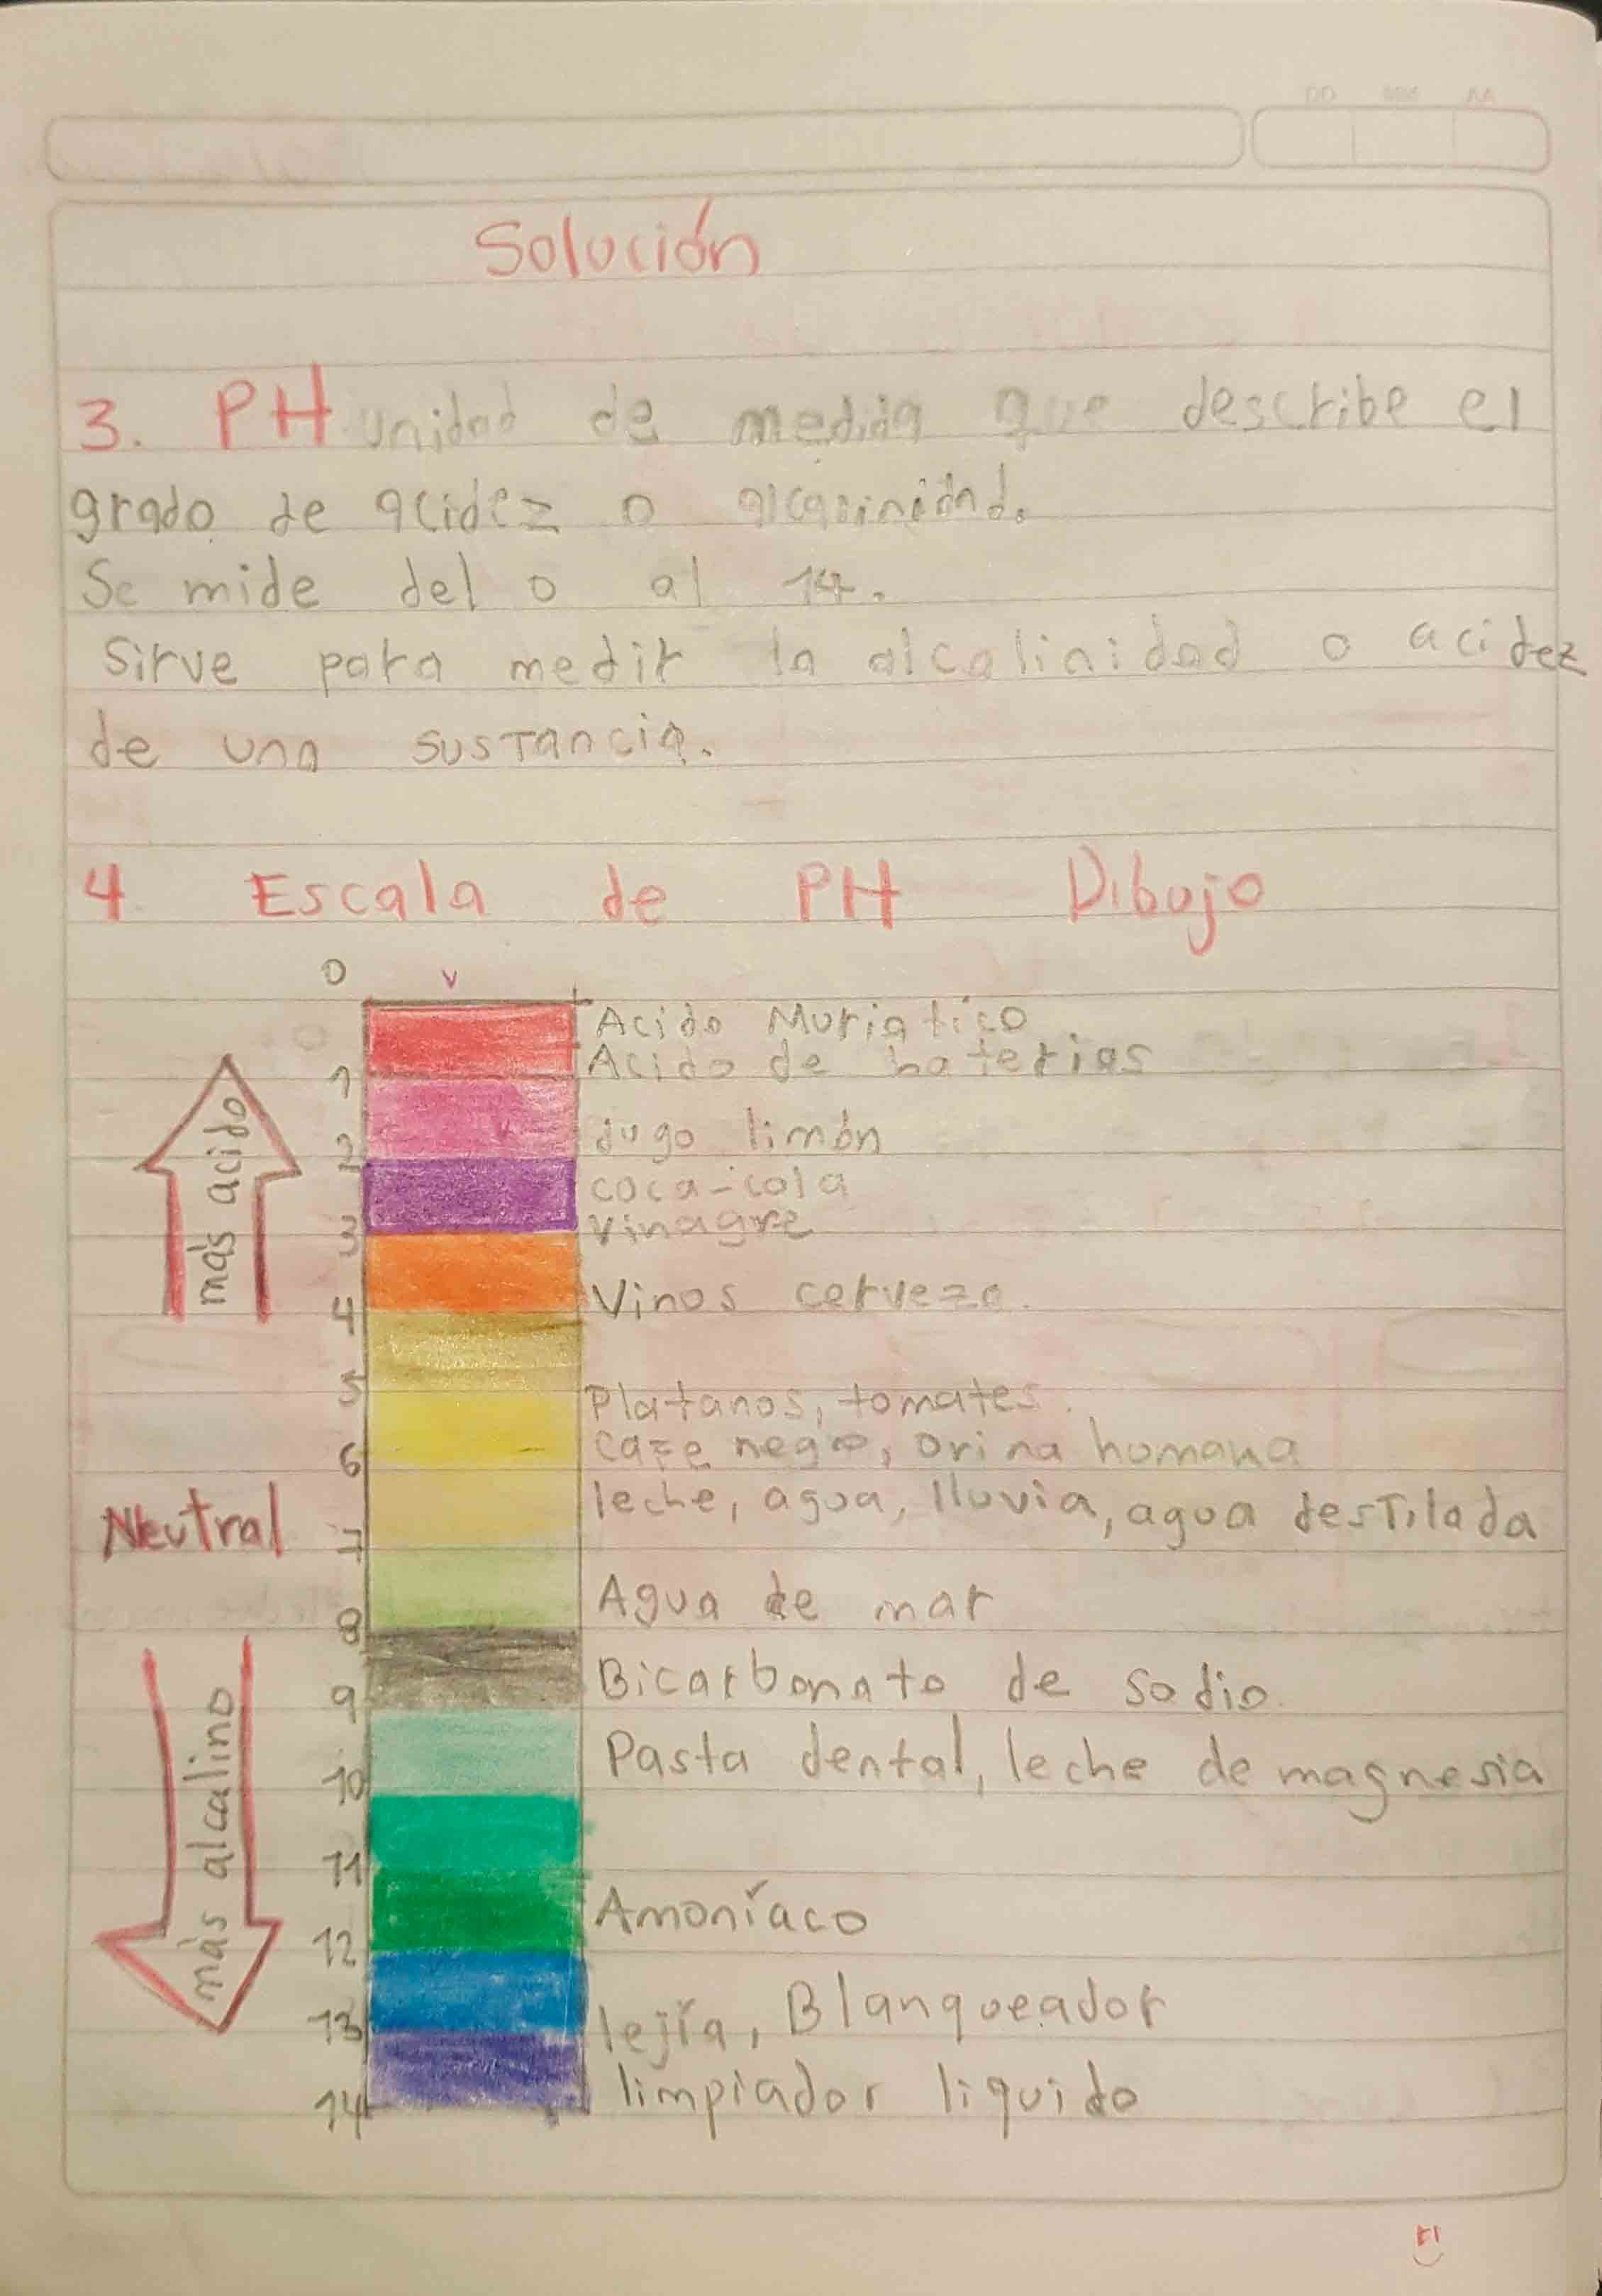 DD MM AA
Solución
3. PH unidad de medida que describe el
grado de acidez o alcalinidad.
Se mide del 0 al 14.
Sirve para medir la alcalinidad o acidez
de una sustancia.
4 Escala de PH Dibujo
0 v
Acido Muriatico
Acido de baterias
1
más acido
Jugo limón
2
coca-cola
vinagre
3
Vinos cerveza.
4
5
Platanos, tomates.
cafe negro, orina humana
6
leche, agua, lluvia, agua destilada
Neutral
7
Agua de mar
8
Bicarbonato de sodio.
9
Pasta dental, leche de magnesia
10
más alcalino
11
Amoníaco
12
lejía, Blanqueador
13
limpiador liquido
14